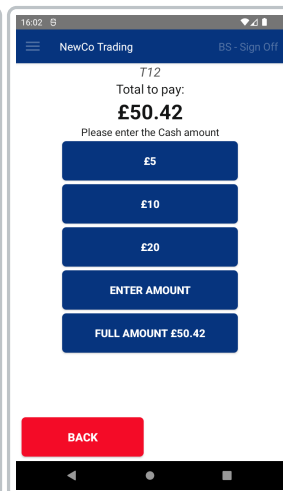 16:02
NewCo Trading
BS - Sign Off
T12
Total to pay:
£50.42
Please enter the Cash amount
£5
£10
£20
ENTER AMOUNT
FULL AMOUNT £50.42
BACK